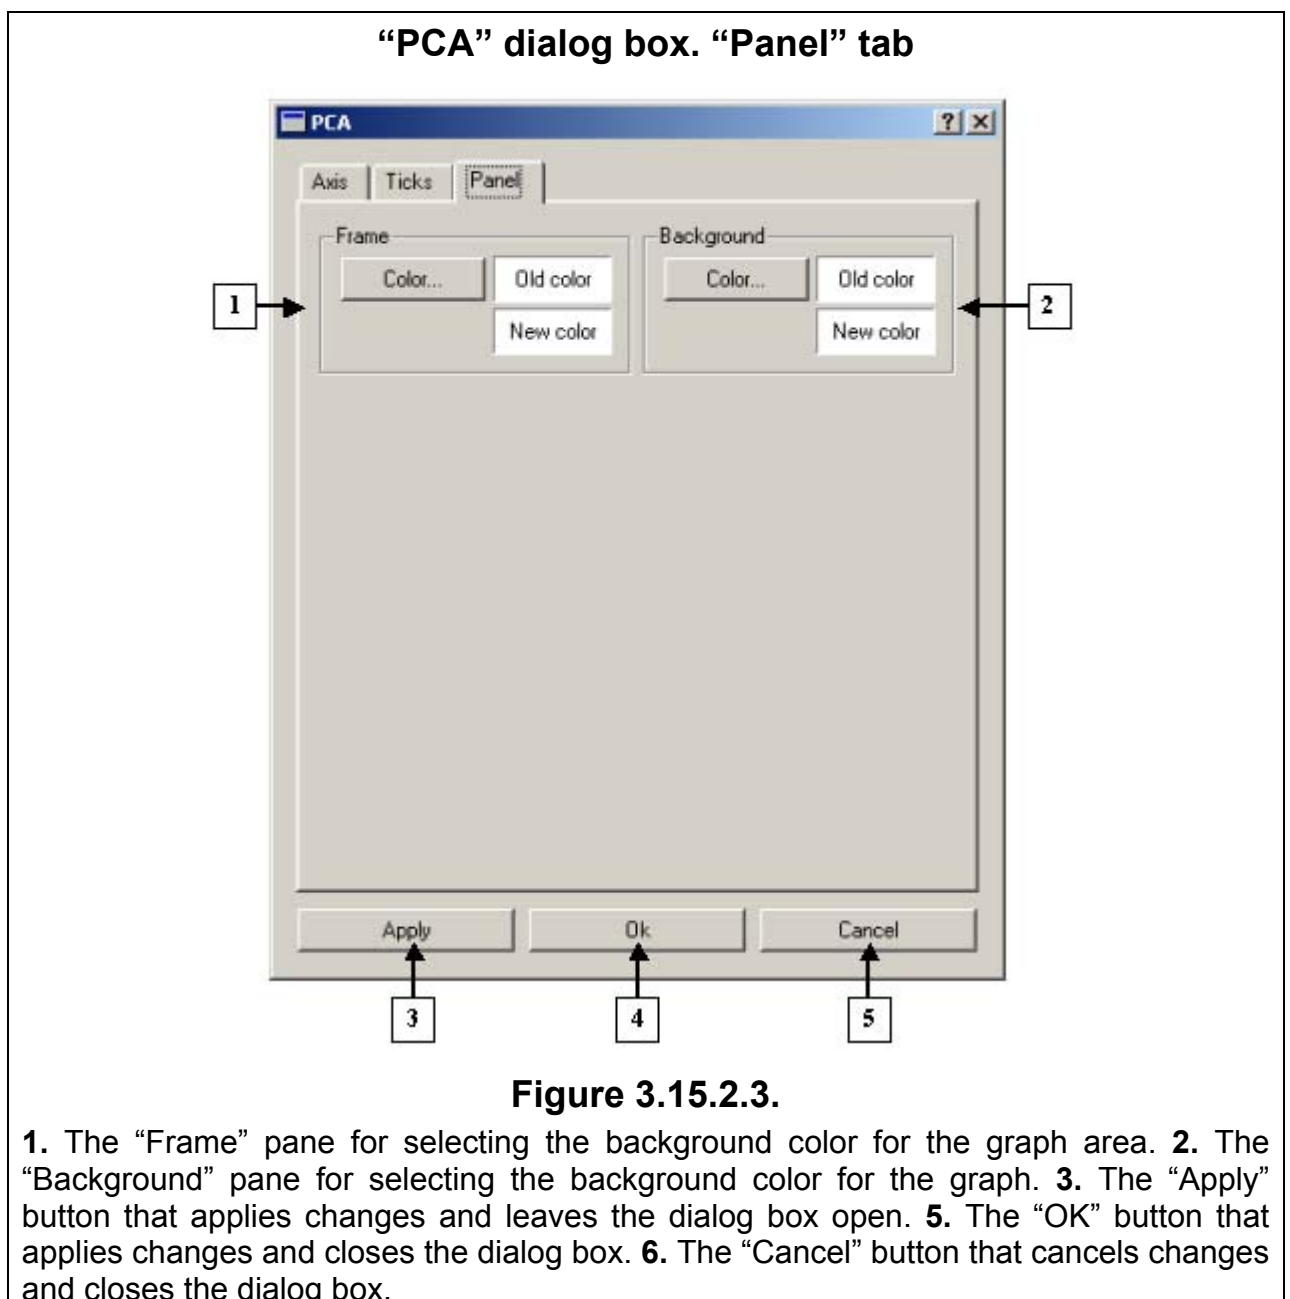 “PCA” dialog box. “Panel” tab
PCA
Axis Ticks Panel
Frame Background
Color... Old color Color... Old color
1 2
New color New color
Apply Ok Cancel
3 4 5
Figure 3.15.2.3.
1. The “Frame” pane for selecting the background color for the graph area. 2. The
“Background” pane for selecting the background color for the graph. 3. The “Apply”
button that applies changes and leaves the dialog box open. 5. The “OK” button that
applies changes and closes the dialog box. 6. The “Cancel” button that cancels changes
and closes the dialog box.